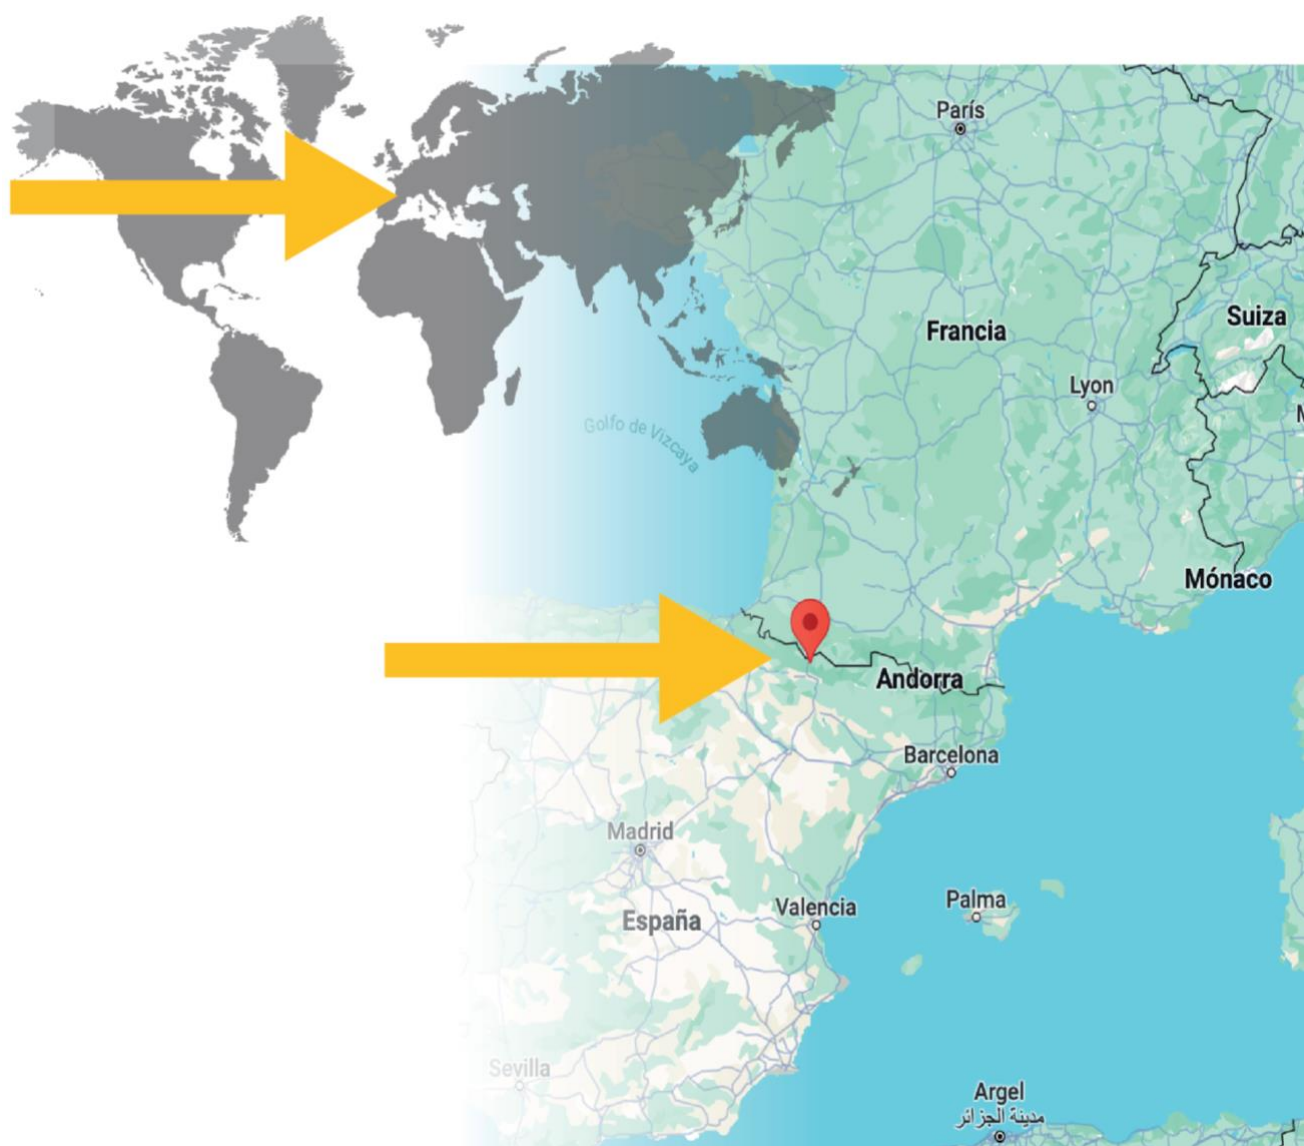 París
Suiza
Francia
Lyon
M
Golfo de Vizcaya
Mónaco
Andorra
Barcelona
Madrid
Palma
Valencia
España
Sevilla
Argel
مدينة الجزائر